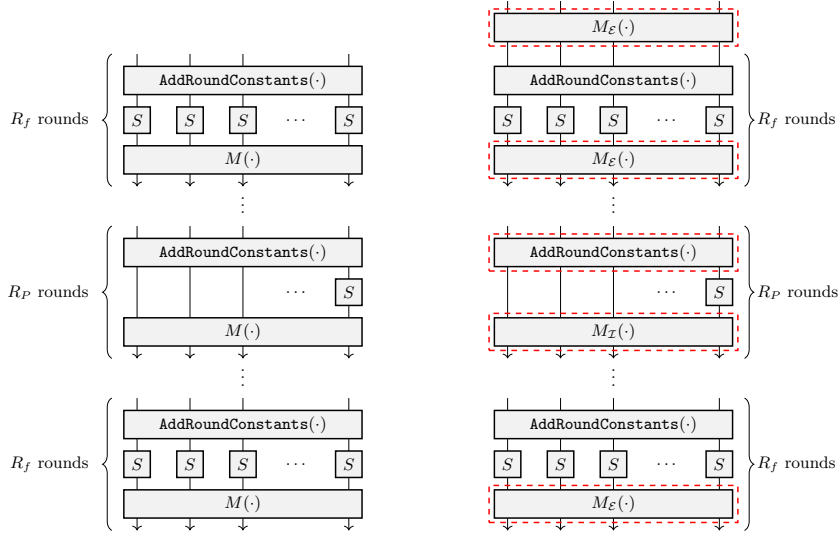 M_ℰ(·)
AddRoundConstants(·)
AddRoundConstants(·)
R_f rounds
S S S ⋯ S
S S S ⋯ S
R_f rounds
M(·)
M_ℰ(·)
⋮
⋮
AddRoundConstants(·)
AddRoundConstants(·)
R_P rounds
⋯ S
⋯ S
R_P rounds
M(·)
M_ℐ(·)
⋮
⋮
AddRoundConstants(·)
AddRoundConstants(·)
R_f rounds
S S S ⋯ S
S S S ⋯ S
R_f rounds
M(·)
M_ℰ(·)